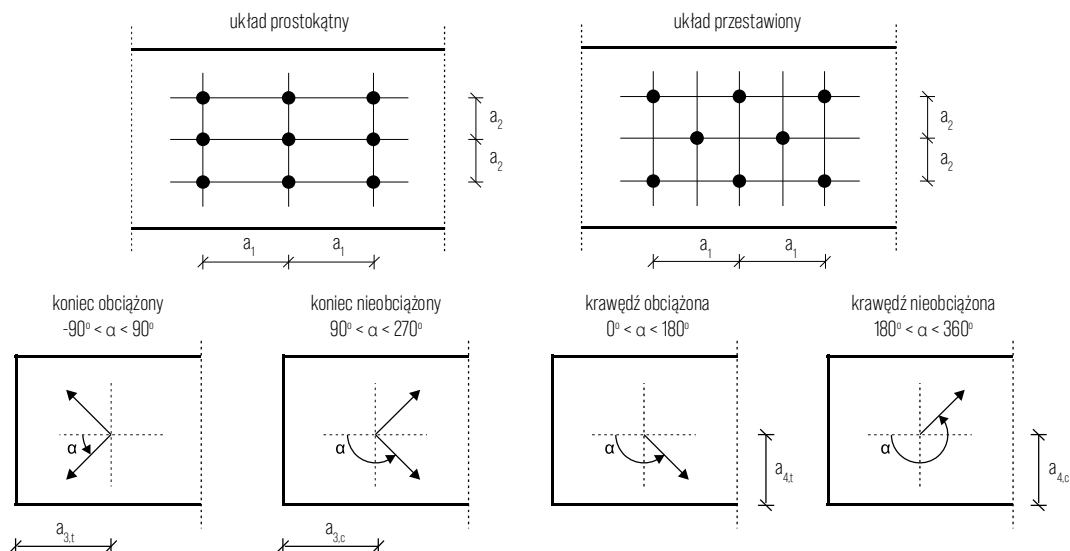 układ prostokątny
układ przestawiony
a2
a2
a2
a2
a1
a1
a1
a1
koniec obciążony
-90° < α < 90°
koniec nieobciążony
90° < α < 270°
krawędź obciążona
0° < α < 180°
krawędź nieobciążona
180° < α < 360°
α
α
α
α
a4,t
a4,c
a3,t
a3,c